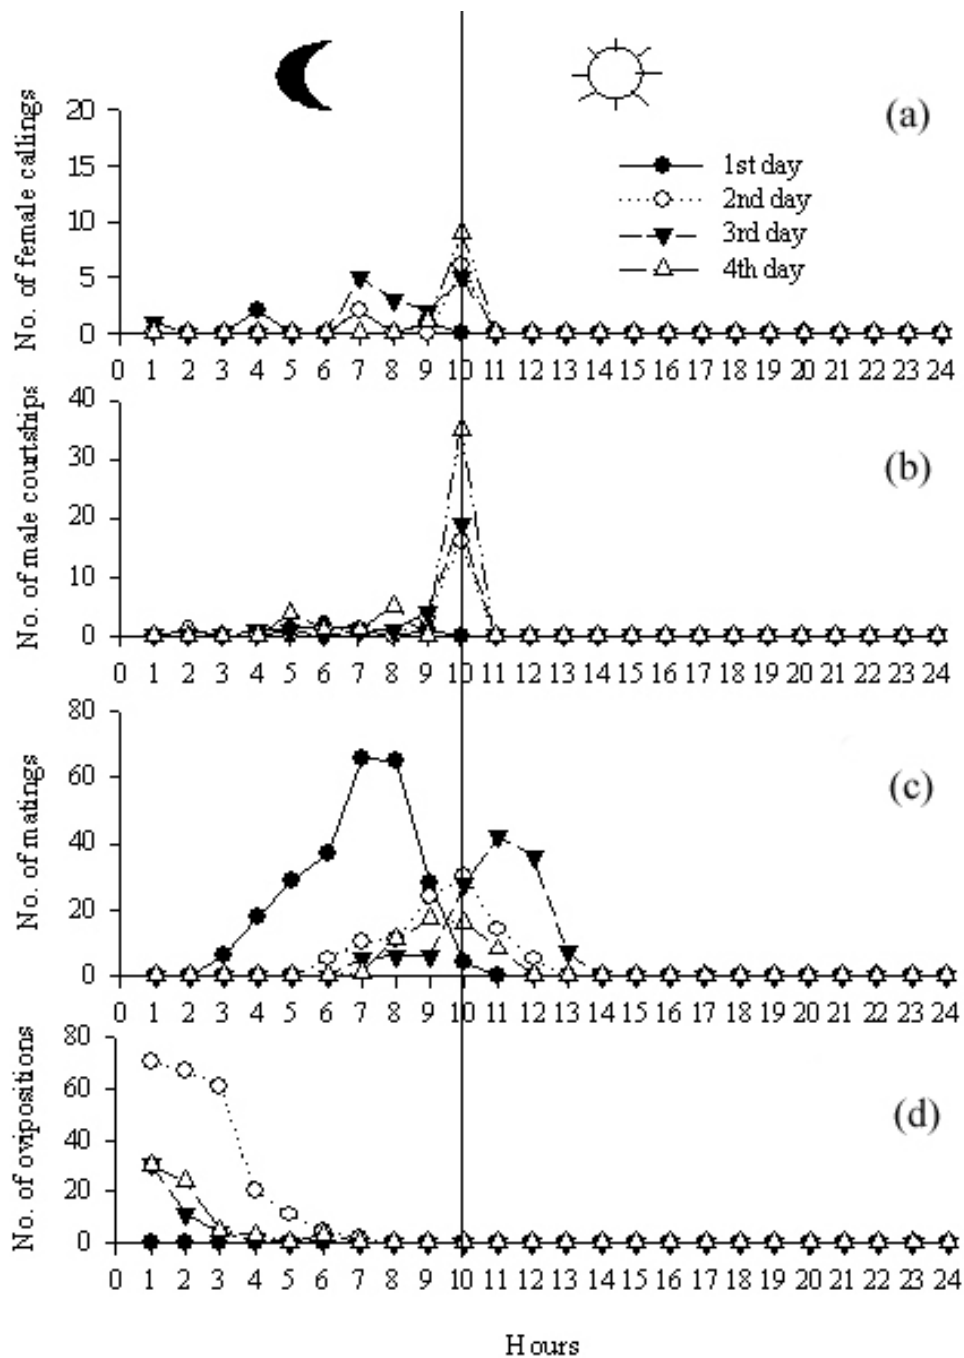 (a)
No. of female callings
20
15
10
5
0
1st day
2nd day
3rd day
4th day
0 1 2 3 4 5 6 7 8 9 10 11 12 13 14 15 16 17 18 19 20 21 22 23 24
(b)
No. of male courtships
40
30
20
10
0
0 1 2 3 4 5 6 7 8 9 10 11 12 13 14 15 16 17 18 19 20 21 22 23 24
(c)
No. of matings
80
60
40
20
0
0 1 2 3 4 5 6 7 8 9 10 11 12 13 14 15 16 17 18 19 20 21 22 23 24
(d)
No. of ovipositions
80
60
40
20
0
0 1 2 3 4 5 6 7 8 9 10 11 12 13 14 15 16 17 18 19 20 21 22 23 24
Hours